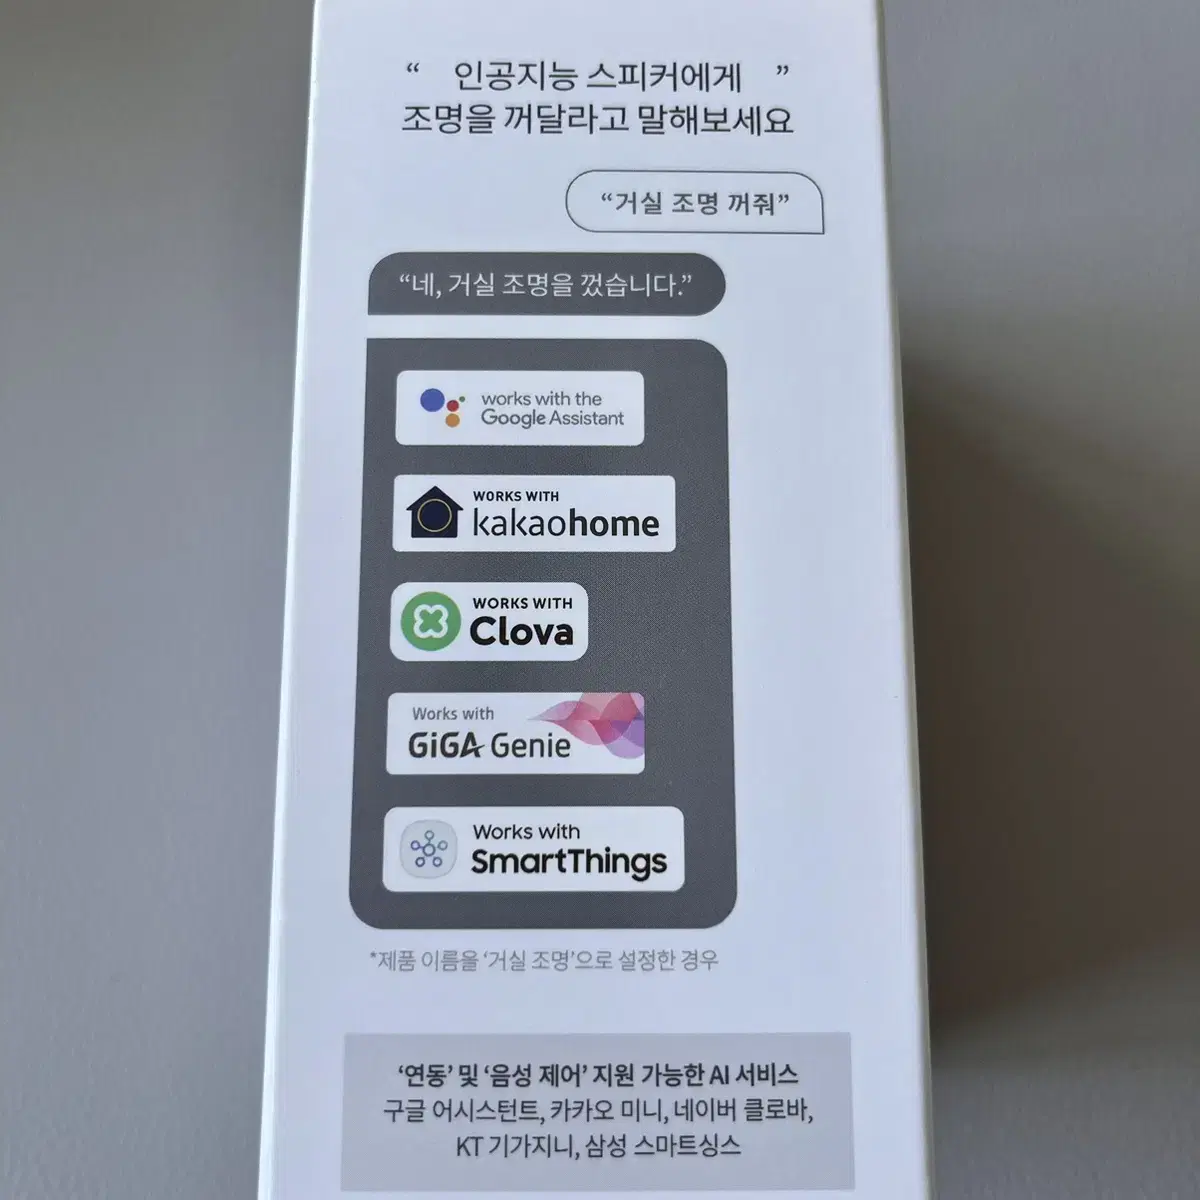 “ 인공지능 스피커에게 ”
조명을 꺼달라고 말해보세요
“거실 조명 꺼줘”
“네, 거실 조명을 껐습니다.”
works with the
Google Assistant
WORKS WITH
kakaohome
WORKS WITH
Clova
Works with
GiGA Genie
Works with
SmartThings
*제품 이름을 ‘거실 조명’으로 설정한 경우
‘연동’ 및 ‘음성 제어’ 지원 가능한 AI 서비스
구글 어시스턴트, 카카오 미니, 네이버 클로바,
KT 기가지니, 삼성 스마트싱스